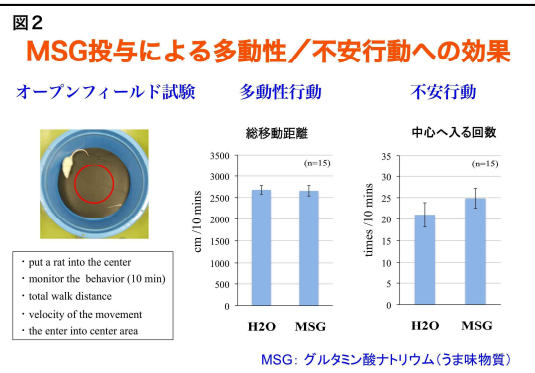 図2
MSG投与による多動性／不安行動への効果
オープンフィールド試験
多動性行動
不安行動
・put a rat into the center
・monitor the behavior (10 min)
・total walk distance
・velocity of the movement
・the enter into center area
総移動距離
(n=15)
cm /10 mins
3500
3000
2500
2000
1500
1000
500
0
H2O MSG
中心へ入る回数
(n=15)
times /10 mins
35
30
25
20
15
10
5
0
H2O MSG
MSG: グルタミン酸ナトリウム(うま味物質)